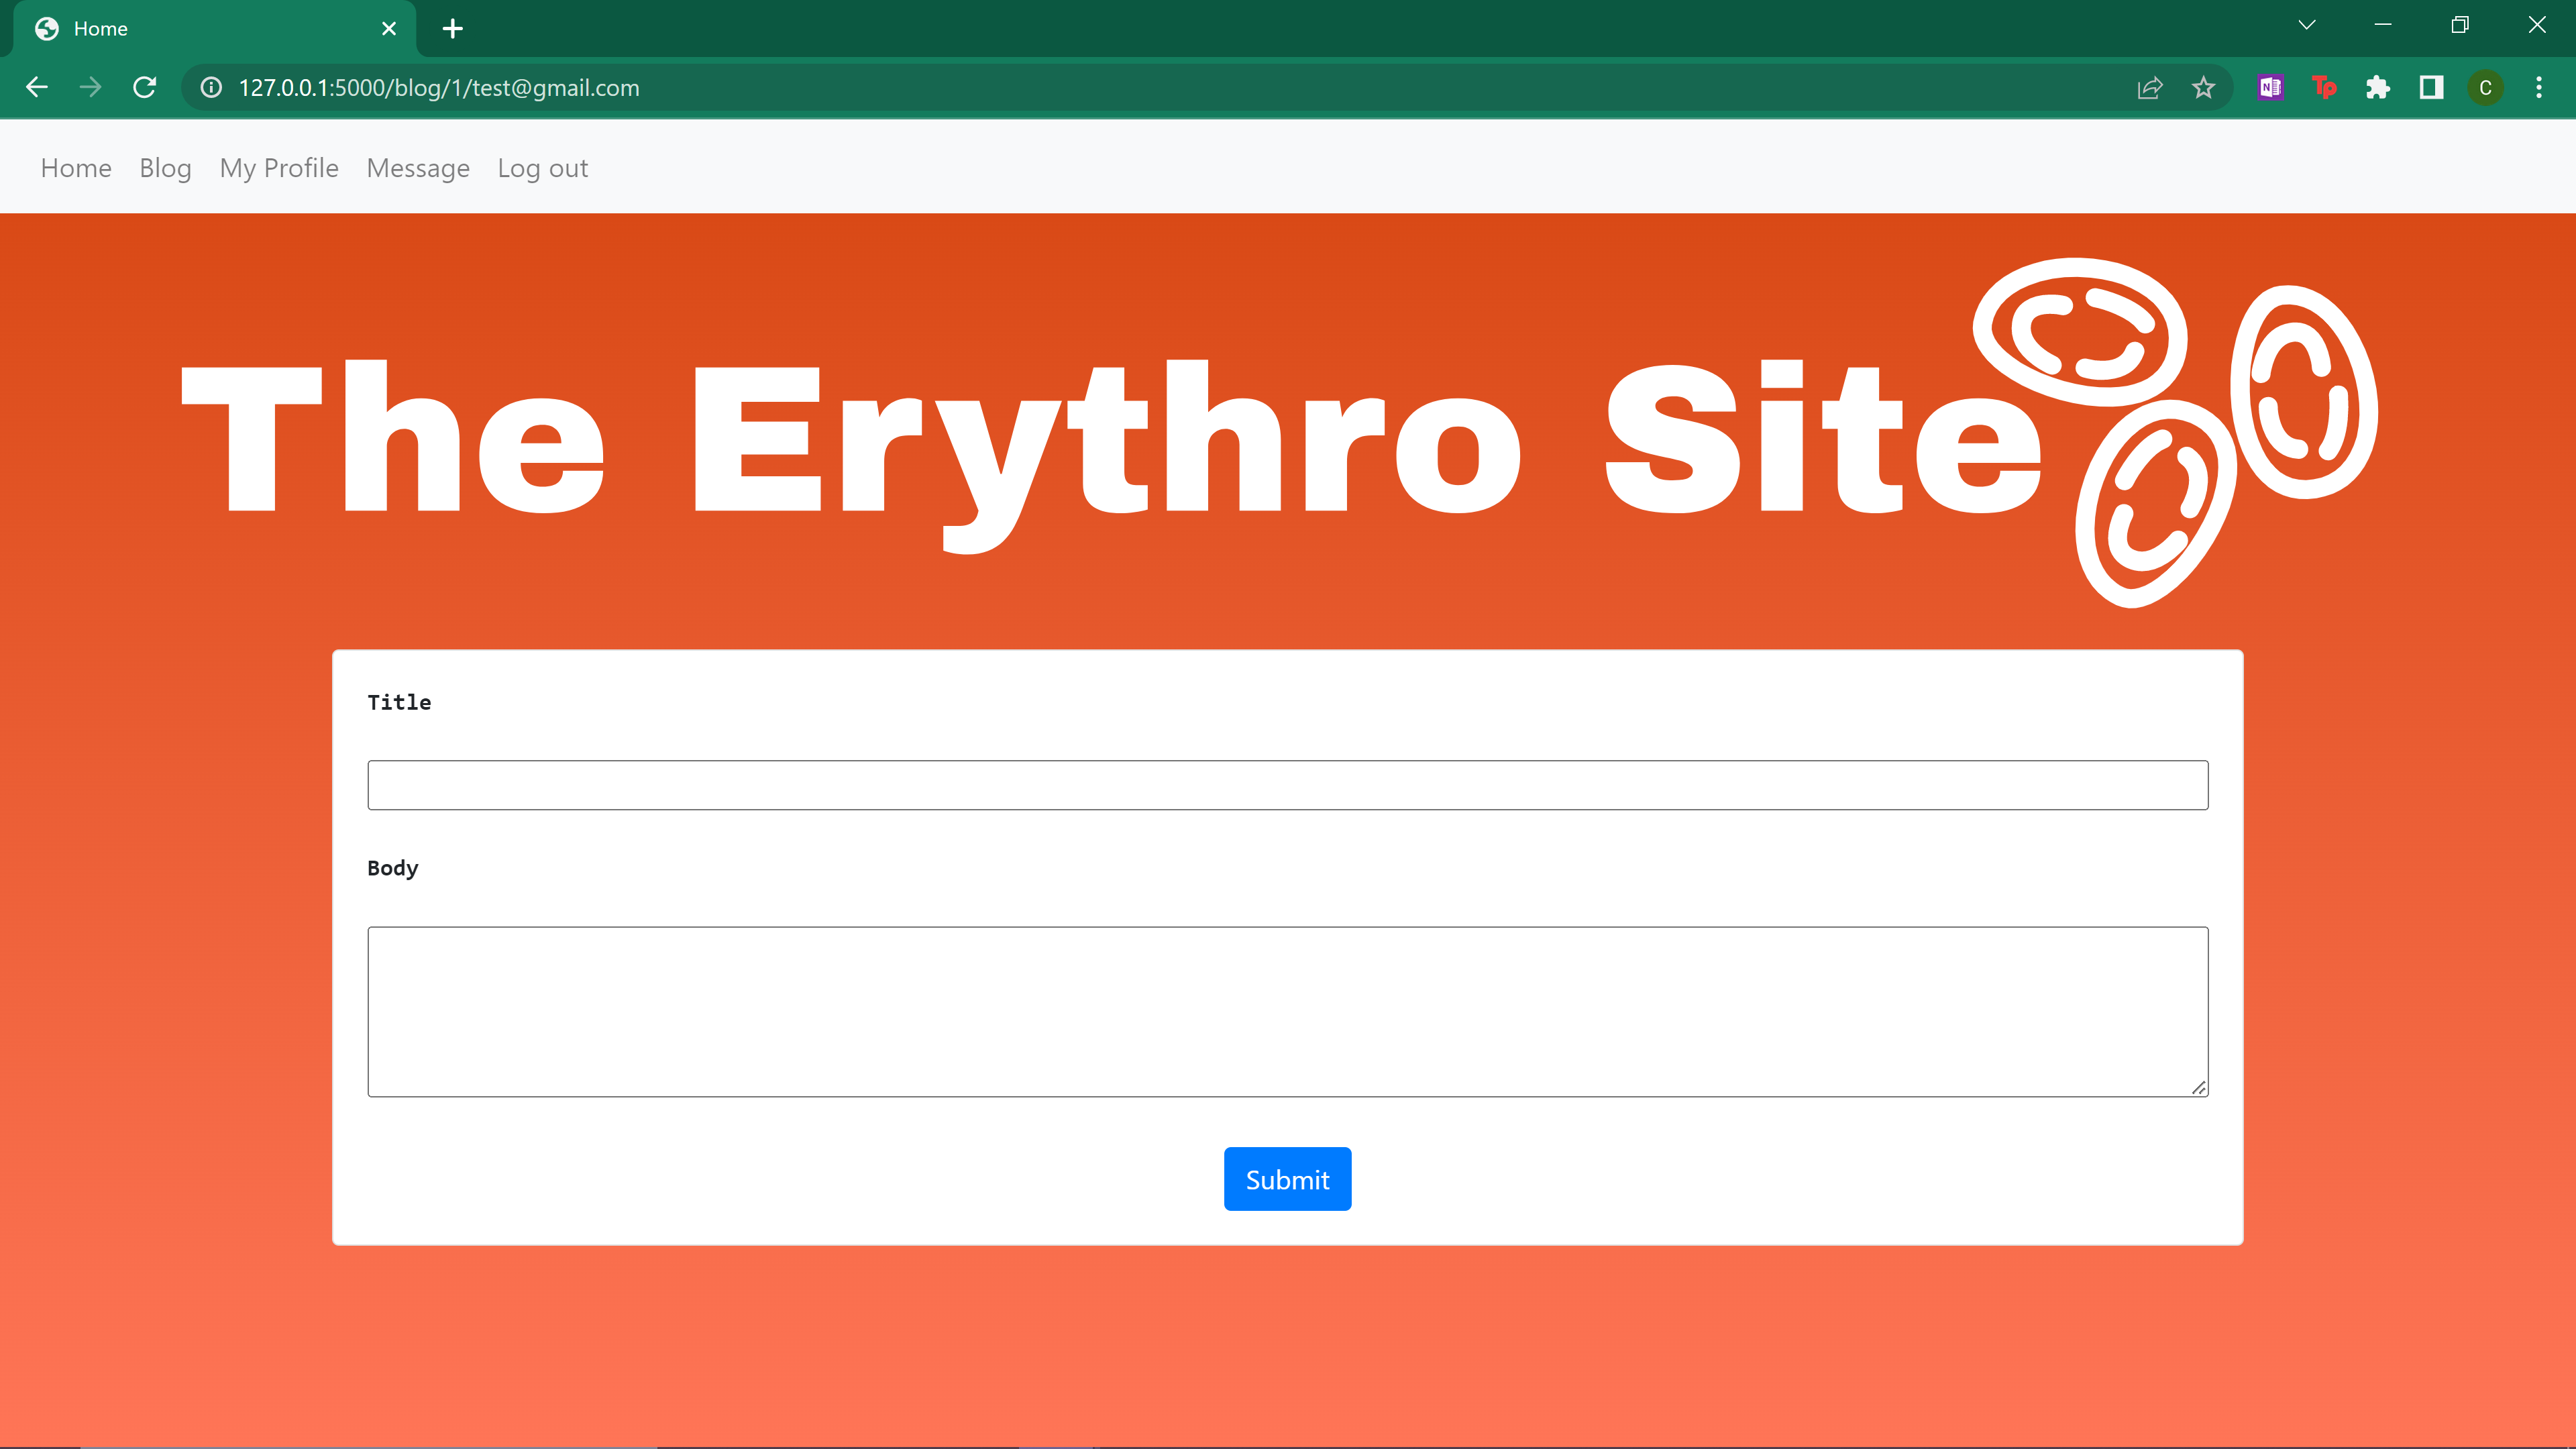 Home
127.0.0.1:5000/blog/1/test@gmail.com
N
Tp
C
Home Blog My Profile Message Log out
The Erythro Site
Title
Body
Submit